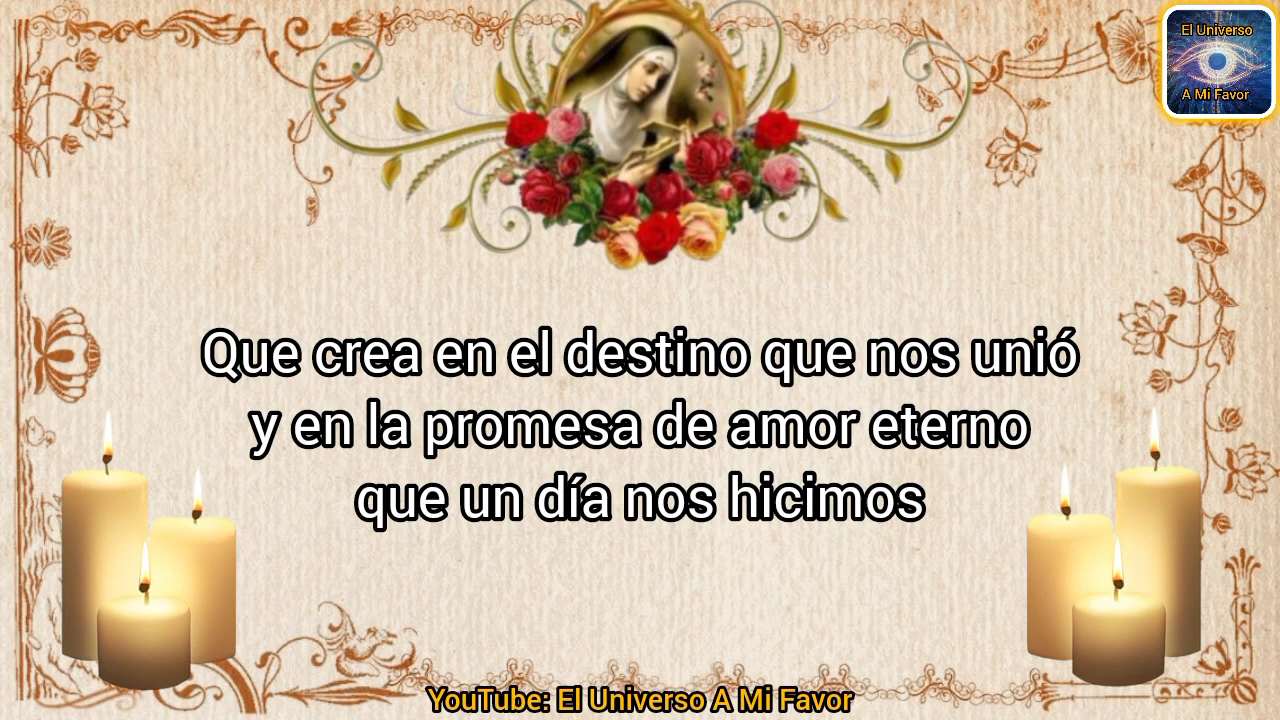 El Universo
A Mi Favor
Que crea en el destino que nos unió
y en la promesa de amor eterno
que un día nos hicimos
YouTube: El Universo A Mi Favor